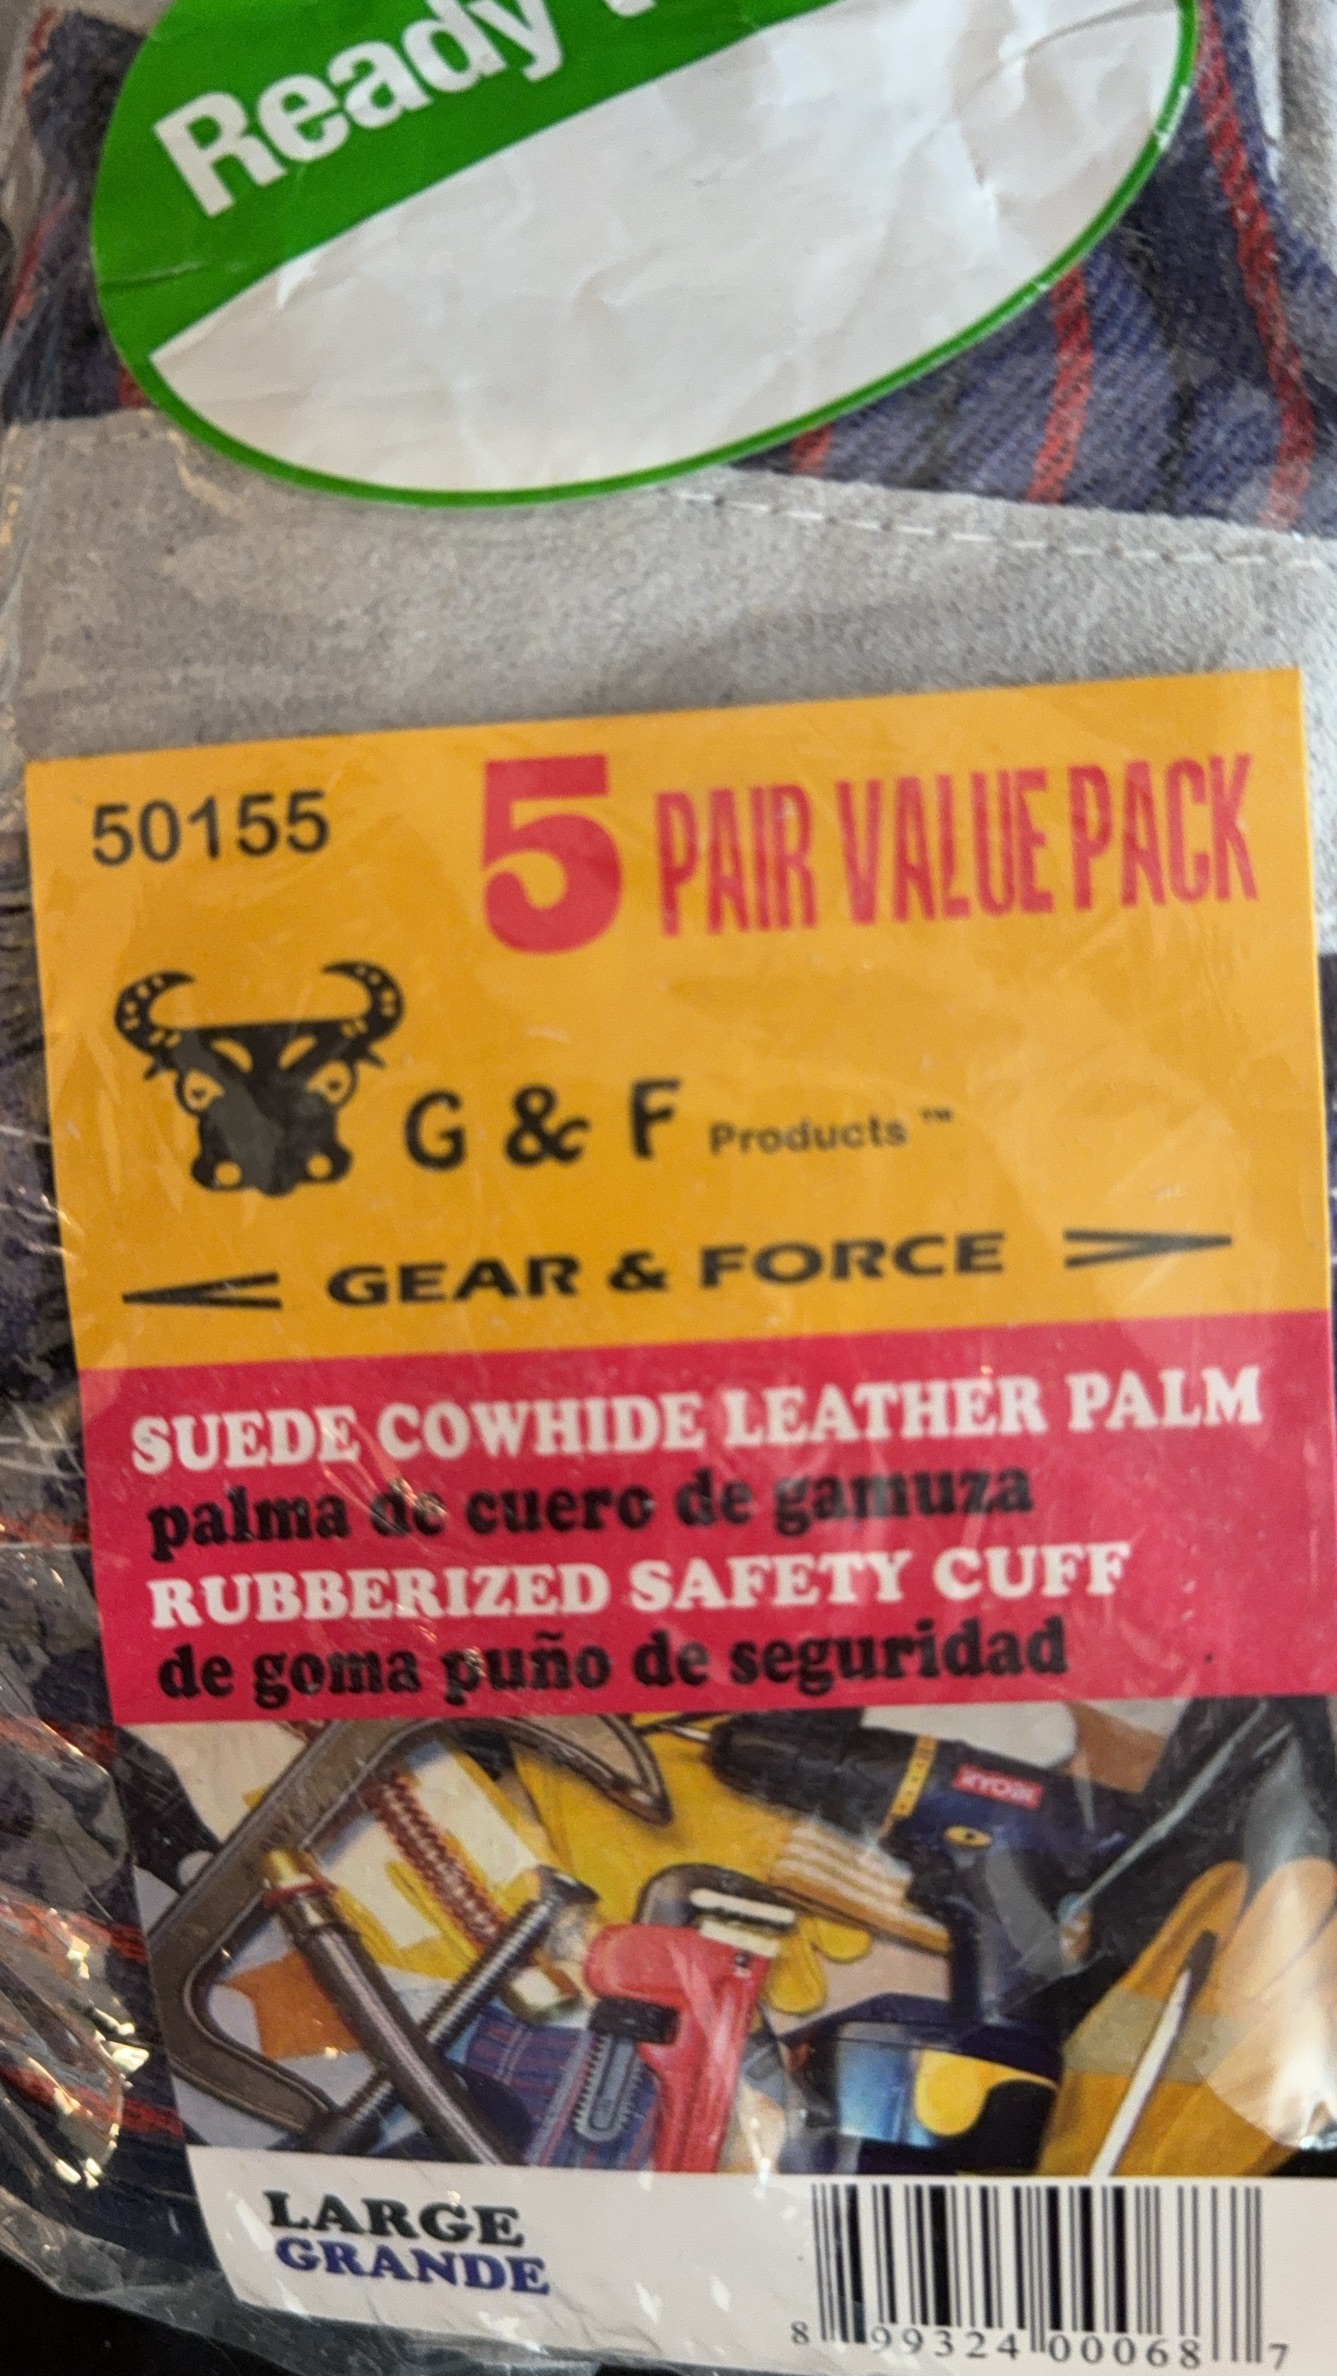 Ready
50155
5 PAIR VALUE PACK
G & F Products™
GEAR & FORCE
SUEDE COWHIDE LEATHER PALM
palma de cuero de gamuza
RUBBERIZED SAFETY CUFF
de goma puño de seguridad
RYOBI
LARGE
GRANDE
8 99324 00068 7